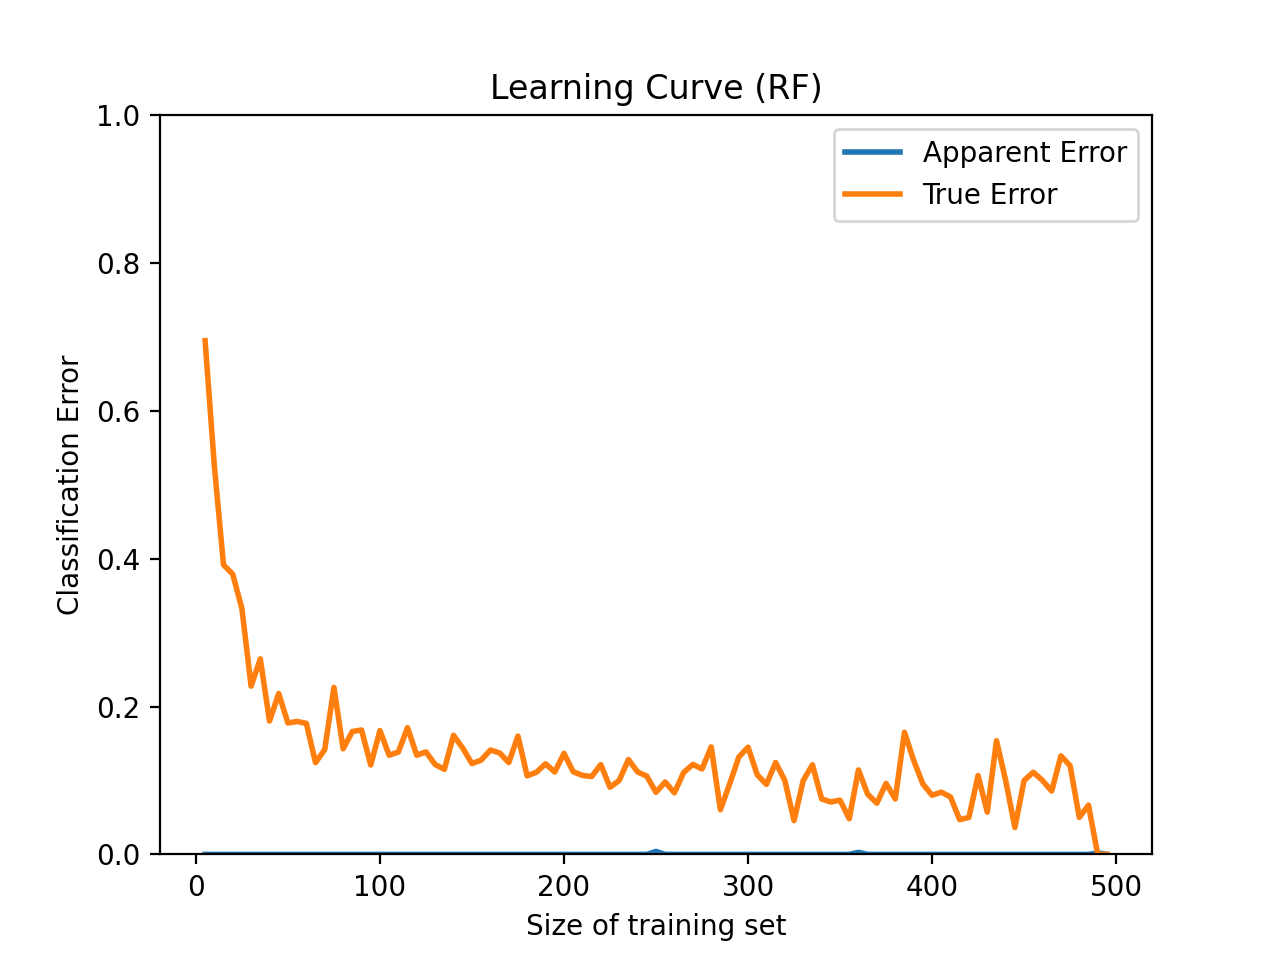 Learning Curve (RF)
1.0
0.8
0.6
0.4
0.2
0.0
Classification Error
Apparent Error
True Error
0
100
200
300
400
500
Size of training set